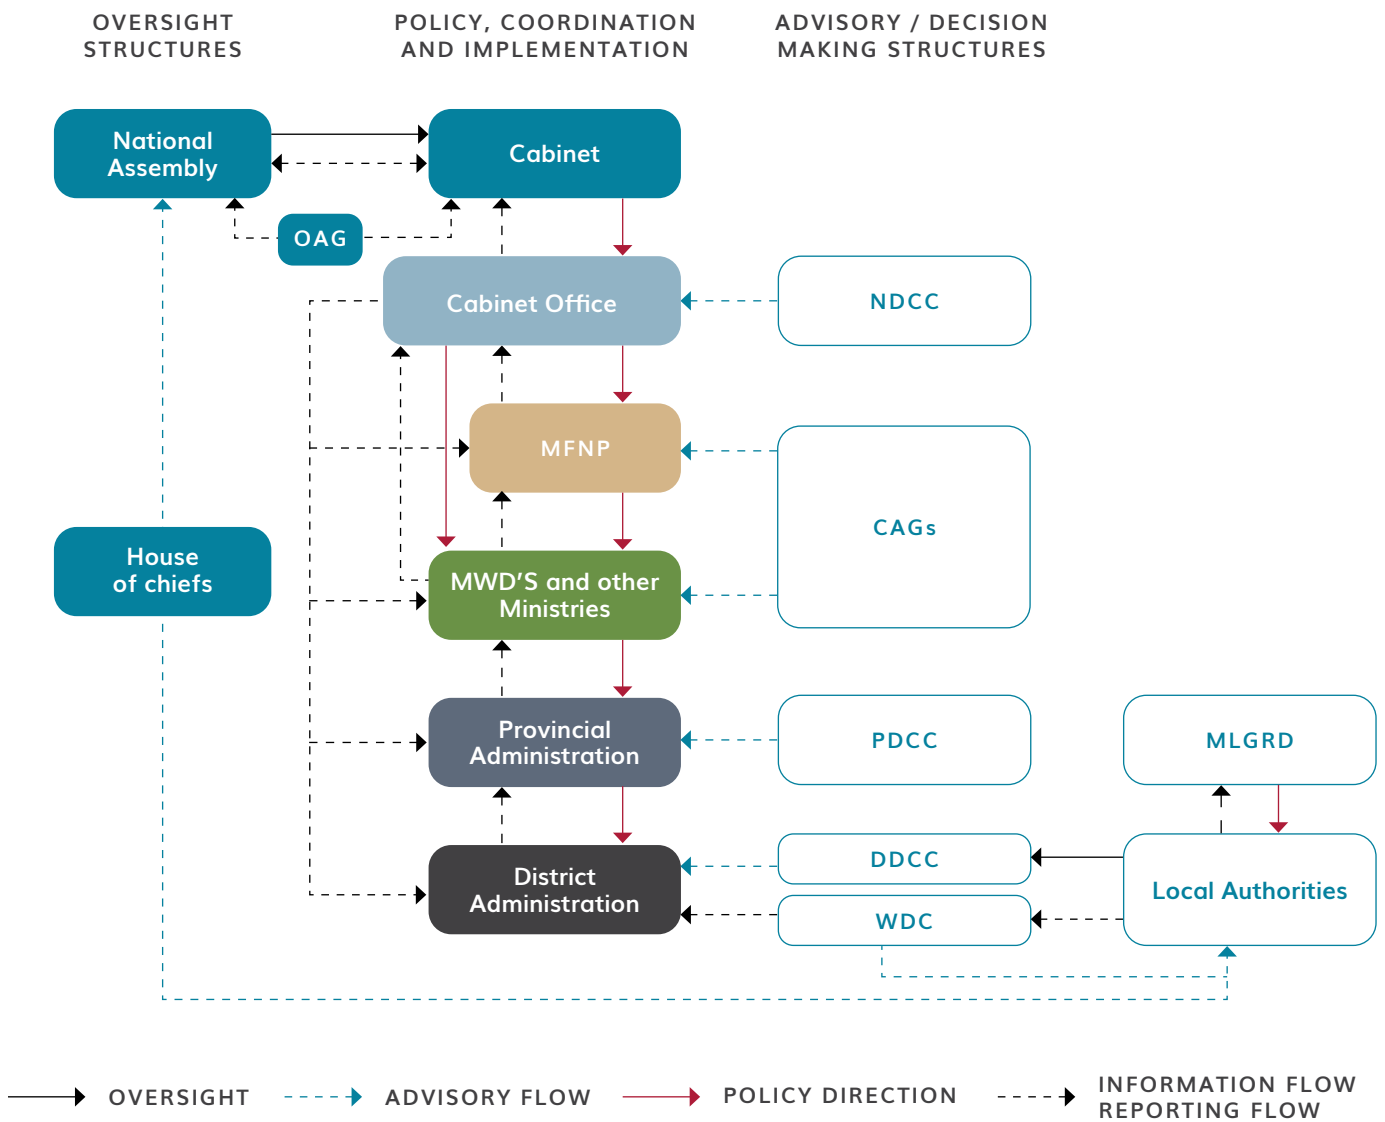 OVERSIGHT
STRUCTURES
POLICY, COORDINATION
AND IMPLEMENTATION
ADVISORY / DECISION
MAKING STRUCTURES
National
Assembly
Cabinet
OAG
Cabinet Office
NDCC
MFNP
CAGs
House
of chiefs
MWD'S and other
Ministries
Provincial
Administration
PDCC
MLGRD
District
Administration
DDCC
WDC
Local Authorities
OVERSIGHT
ADVISORY FLOW
POLICY DIRECTION
INFORMATION FLOW
REPORTING FLOW